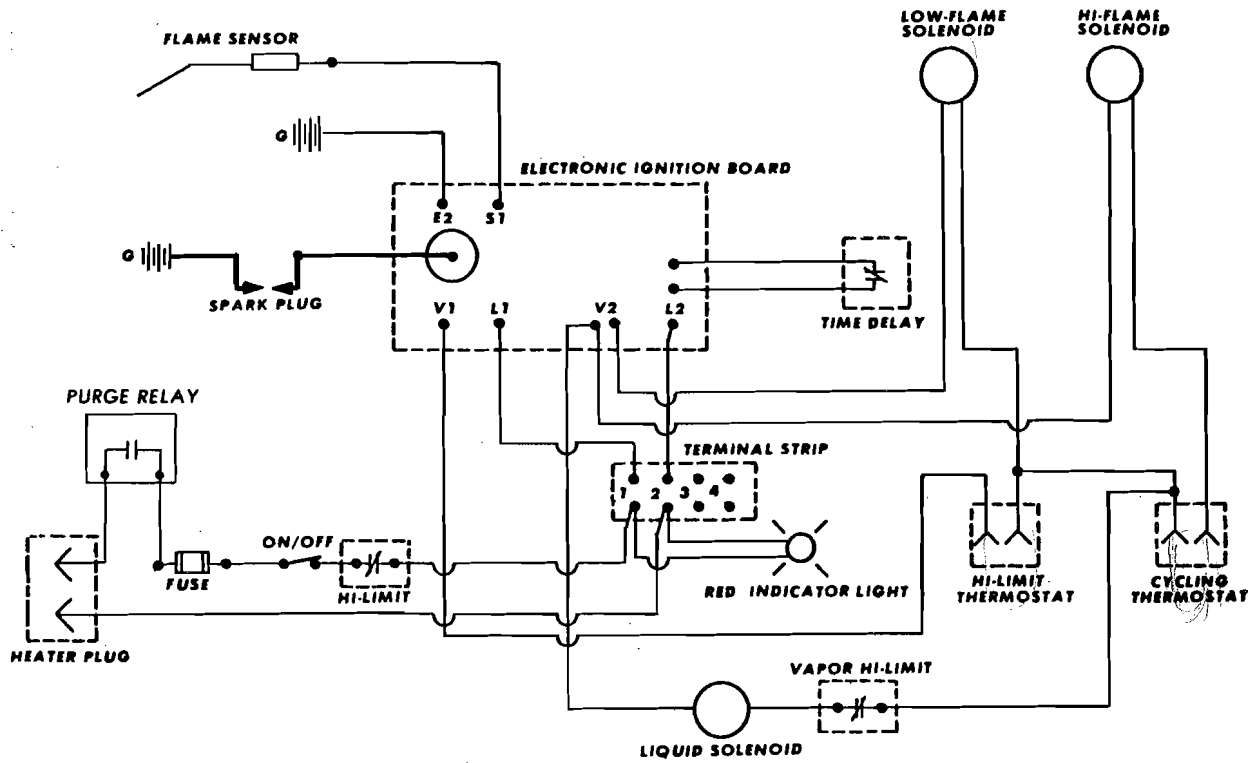 LOW-FLAME
SOLENOID
HI-FLAME
SOLENOID
FLAME SENSOR
G
ELECTRONIC IGNITION BOARD
E2 S1
G
SPARK PLUG
V1 L1 V2 L2
TIME DELAY
PURGE RELAY
TERMINAL STRIP
1 2 3 4
ON/OFF
FUSE
HI-LIMIT
RED INDICATOR LIGHT
HI-LIMIT
THERMOSTAT
CYCLING
THERMOSTAT
HEATER PLUG
VAPOR HI-LIMIT
LIQUID SOLENOID